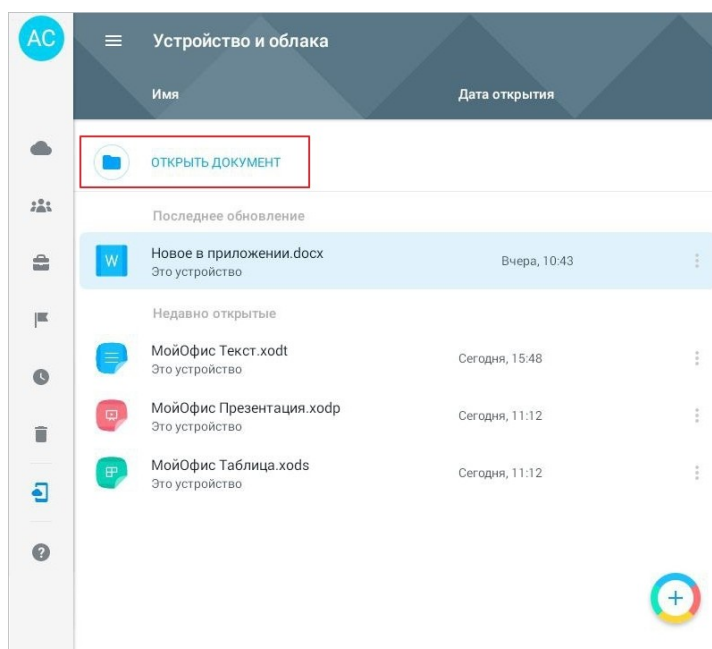 AC
Устройство и облака
Имя
Дата открытия
ОТКРЫТЬ ДОКУМЕНТ
Последнее обновление
W
Новое в приложении.docx
Вчера, 10:43
Это устройство
Недавно открытые
МойОфис Текст.xodt
Сегодня, 15:48
Это устройство
МойОфис Презентация.xodp
Сегодня, 11:12
Это устройство
МойОфис Таблица.xods
Сегодня, 11:12
Это устройство
?
+